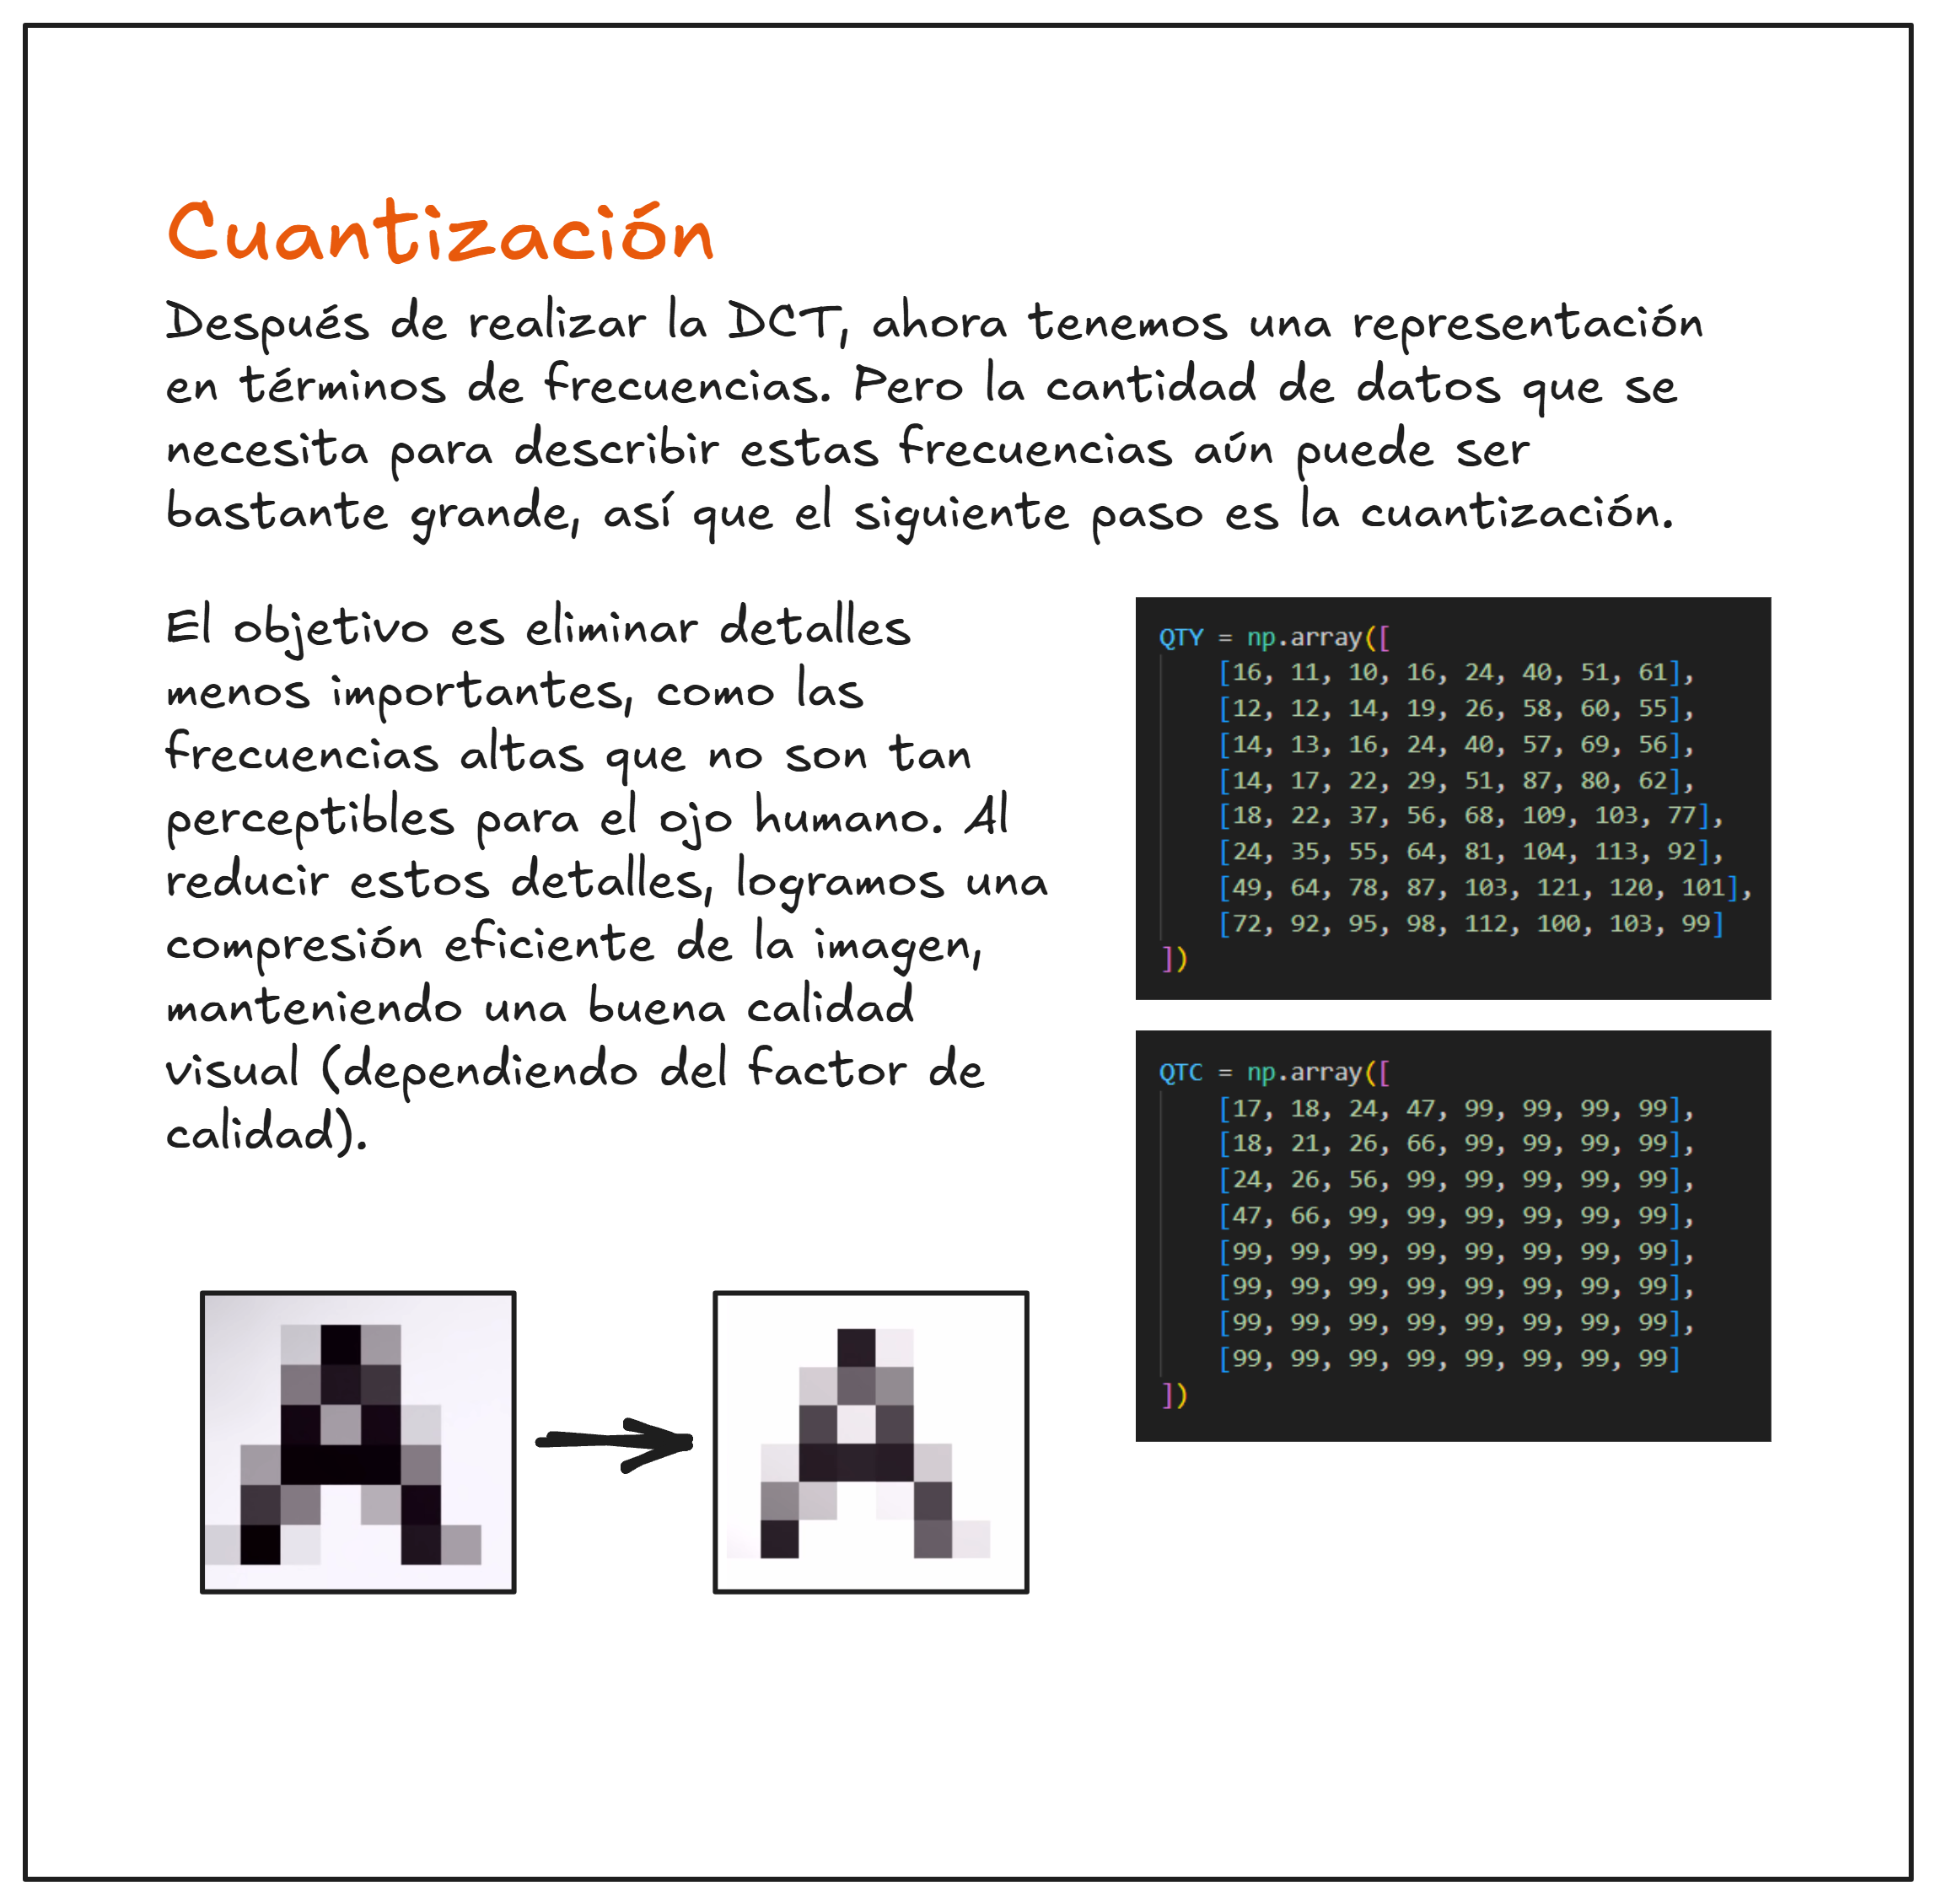 Cuantización
Después de realizar la DCT, ahora tenemos una representación
en términos de frecuencias. Pero la cantidad de datos que se
necesita para describir estas frecuencias aún puede ser
bastante grande, así que el siguiente paso es la cuantización.
El objetivo es eliminar detalles
menos importantes, como las
frecuencias altas que no son tan
perceptibles para el ojo humano. Al
reducir estos detalles, logramos una
compresión eficiente de la imagen,
manteniendo una buena calidad
visual (dependiendo del factor de
calidad).
QTY = np.array([
[16, 11, 10, 16, 24, 40, 51, 61],
[12, 12, 14, 19, 26, 58, 60, 55],
[14, 13, 16, 24, 40, 57, 69, 56],
[14, 17, 22, 29, 51, 87, 80, 62],
[18, 22, 37, 56, 68, 109, 103, 77],
[24, 35, 55, 64, 81, 104, 113, 92],
[49, 64, 78, 87, 103, 121, 120, 101],
[72, 92, 95, 98, 112, 100, 103, 99]
])
QTC = np.array([
[17, 18, 24, 47, 99, 99, 99, 99],
[18, 21, 26, 66, 99, 99, 99, 99],
[24, 26, 56, 99, 99, 99, 99, 99],
[47, 66, 99, 99, 99, 99, 99, 99],
[99, 99, 99, 99, 99, 99, 99, 99],
[99, 99, 99, 99, 99, 99, 99, 99],
[99, 99, 99, 99, 99, 99, 99, 99],
[99, 99, 99, 99, 99, 99, 99, 99]
])
A
A